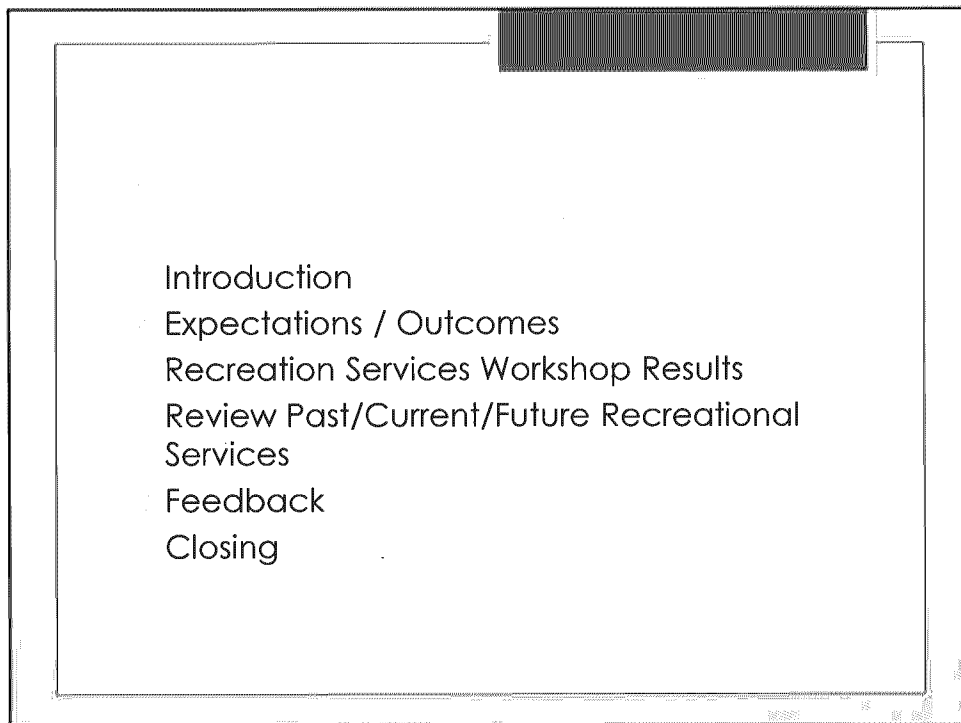 Introduction
Expectations / Outcomes
Recreation Services Workshop Results
Review Past/Current/Future Recreational
Services
Feedback
Closing